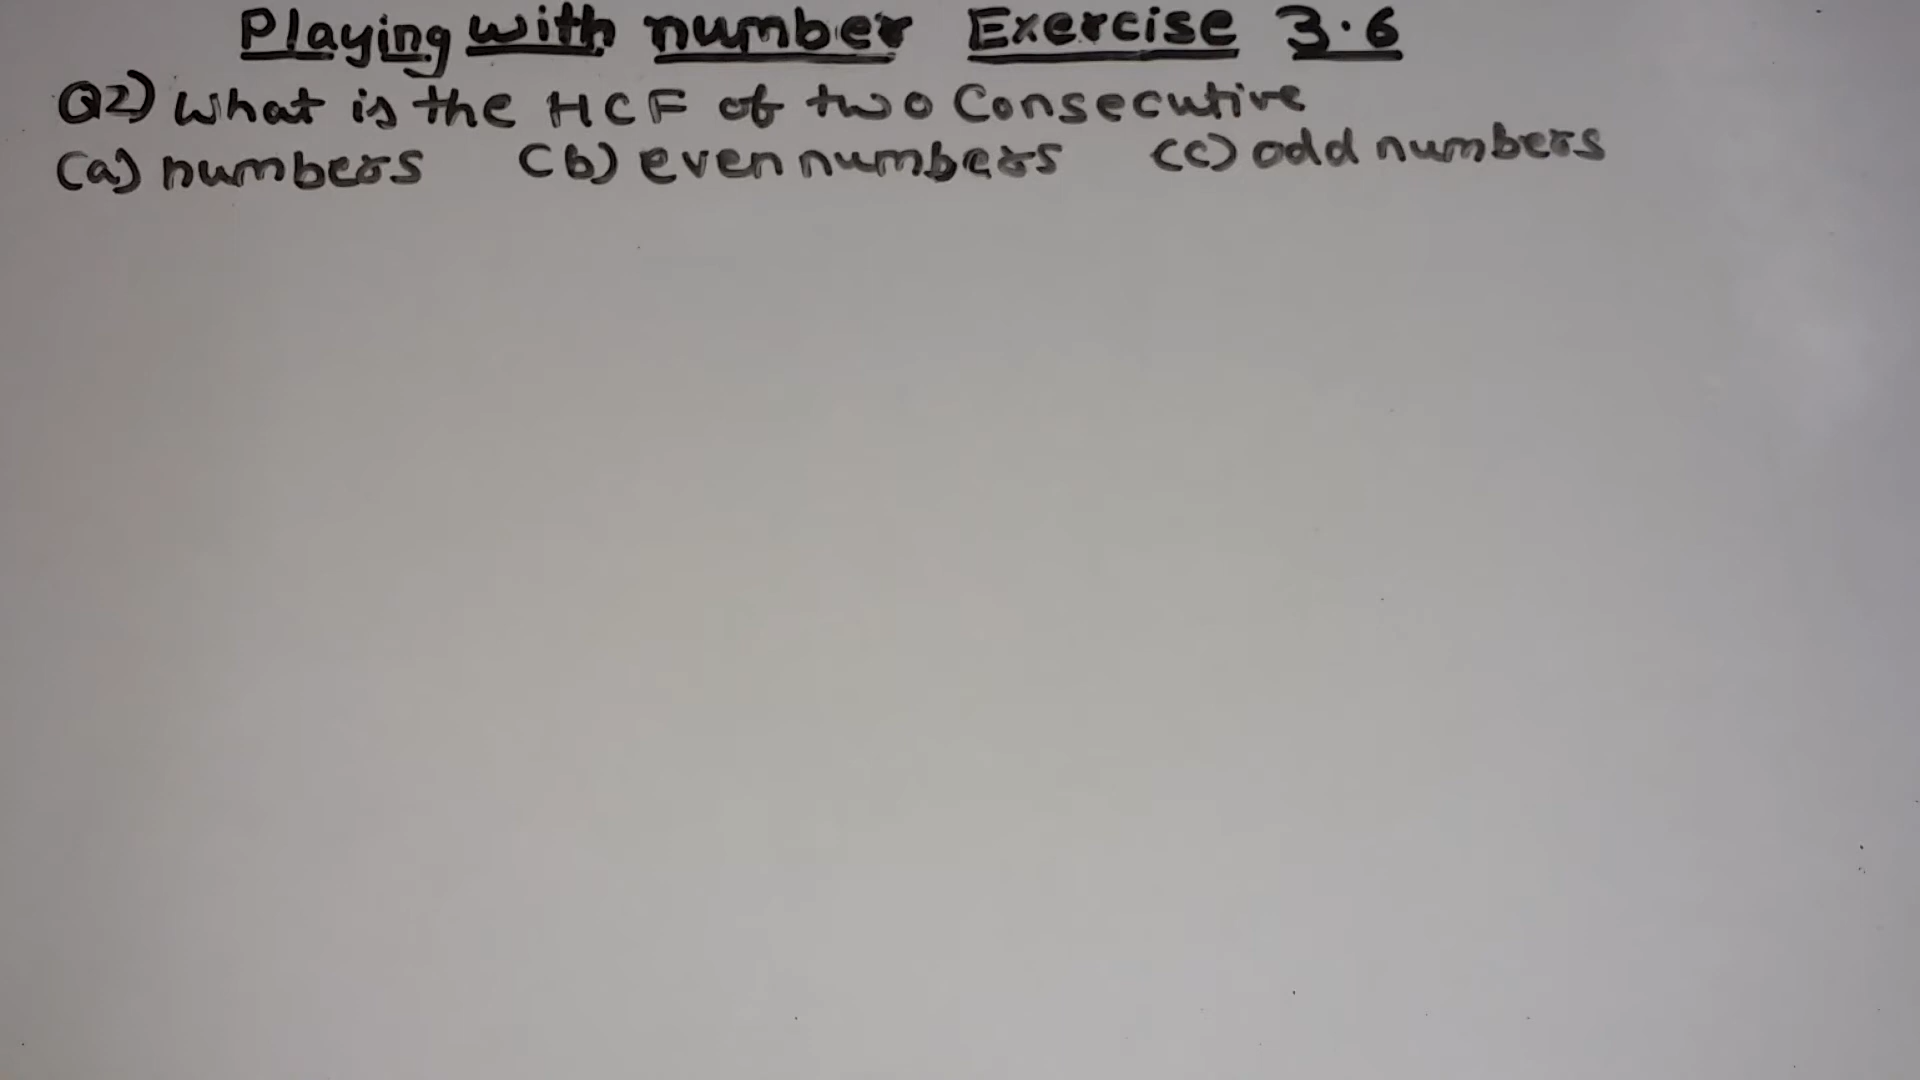 Playing with number Exercise 3.6
Q2) What is the HCF of two Consecutive
(a) numbers (b) even numbers (c) odd numbers